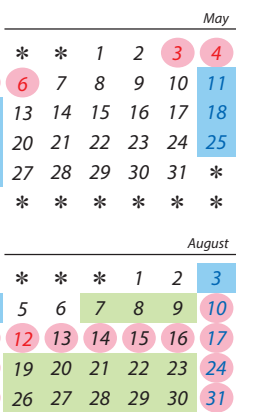 May
* * 1 2 3 4
6 7 8 9 10 11
13 14 15 16 17 18
20 21 22 23 24 25
27 28 29 30 31 *
* * * * * *
August
* * * 1 2 3
5 6 7 8 9 10
12 13 14 15 16 17
19 20 21 22 23 24
26 27 28 29 30 31